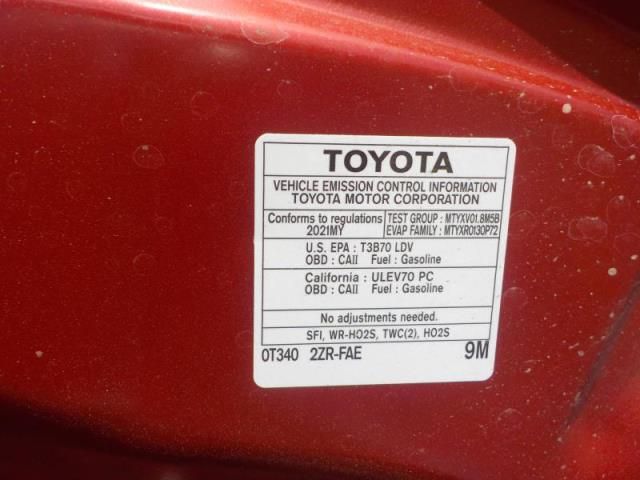 TOYOTA
VEHICLE EMISSION CONTROL INFORMATION
TOYOTA MOTOR CORPORATION
Conforms to regulations
2021MY
TEST GROUP : MTYXV01.8M5B
EVAP FAMILY : MTYXR0130P72
U.S. EPA : T3B70 LDV
OBD : CAII Fuel : Gasoline
California : ULEV70 PC
OBD : CAII Fuel : Gasoline
No adjustments needed.
SFI, WR-HO2S, TWC(2), HO2S
0T340 2ZR-FAE 9M